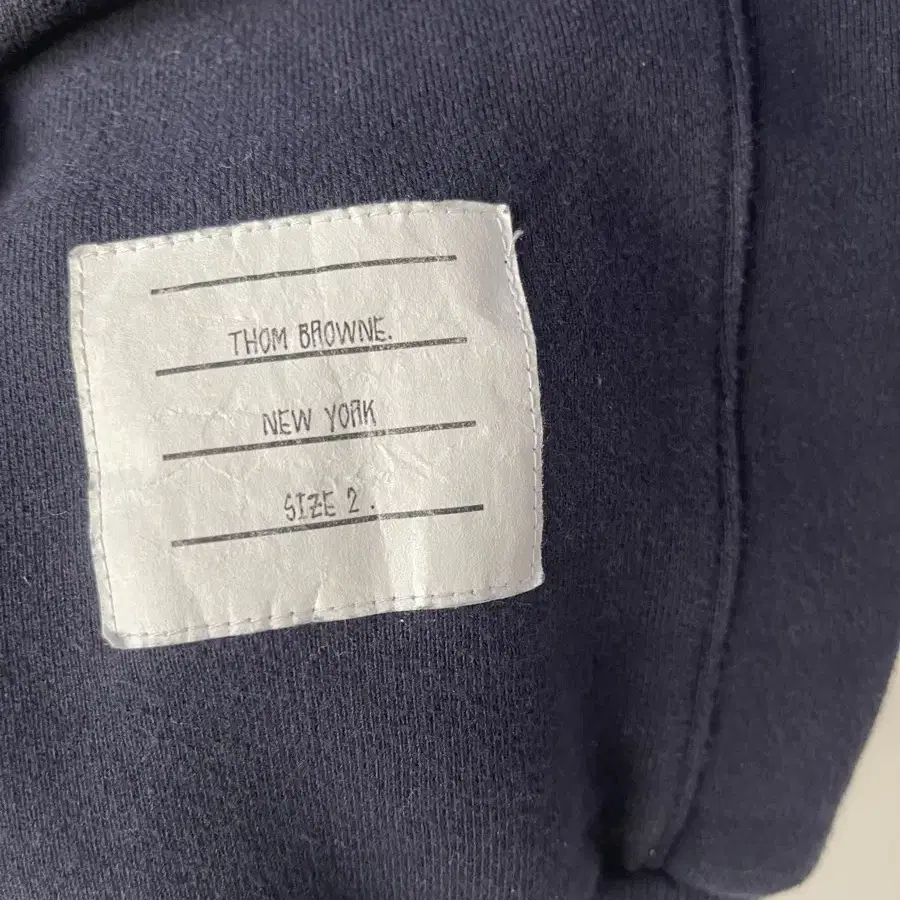 THOM BROWNE.
NEW YORK
SIZE 2.